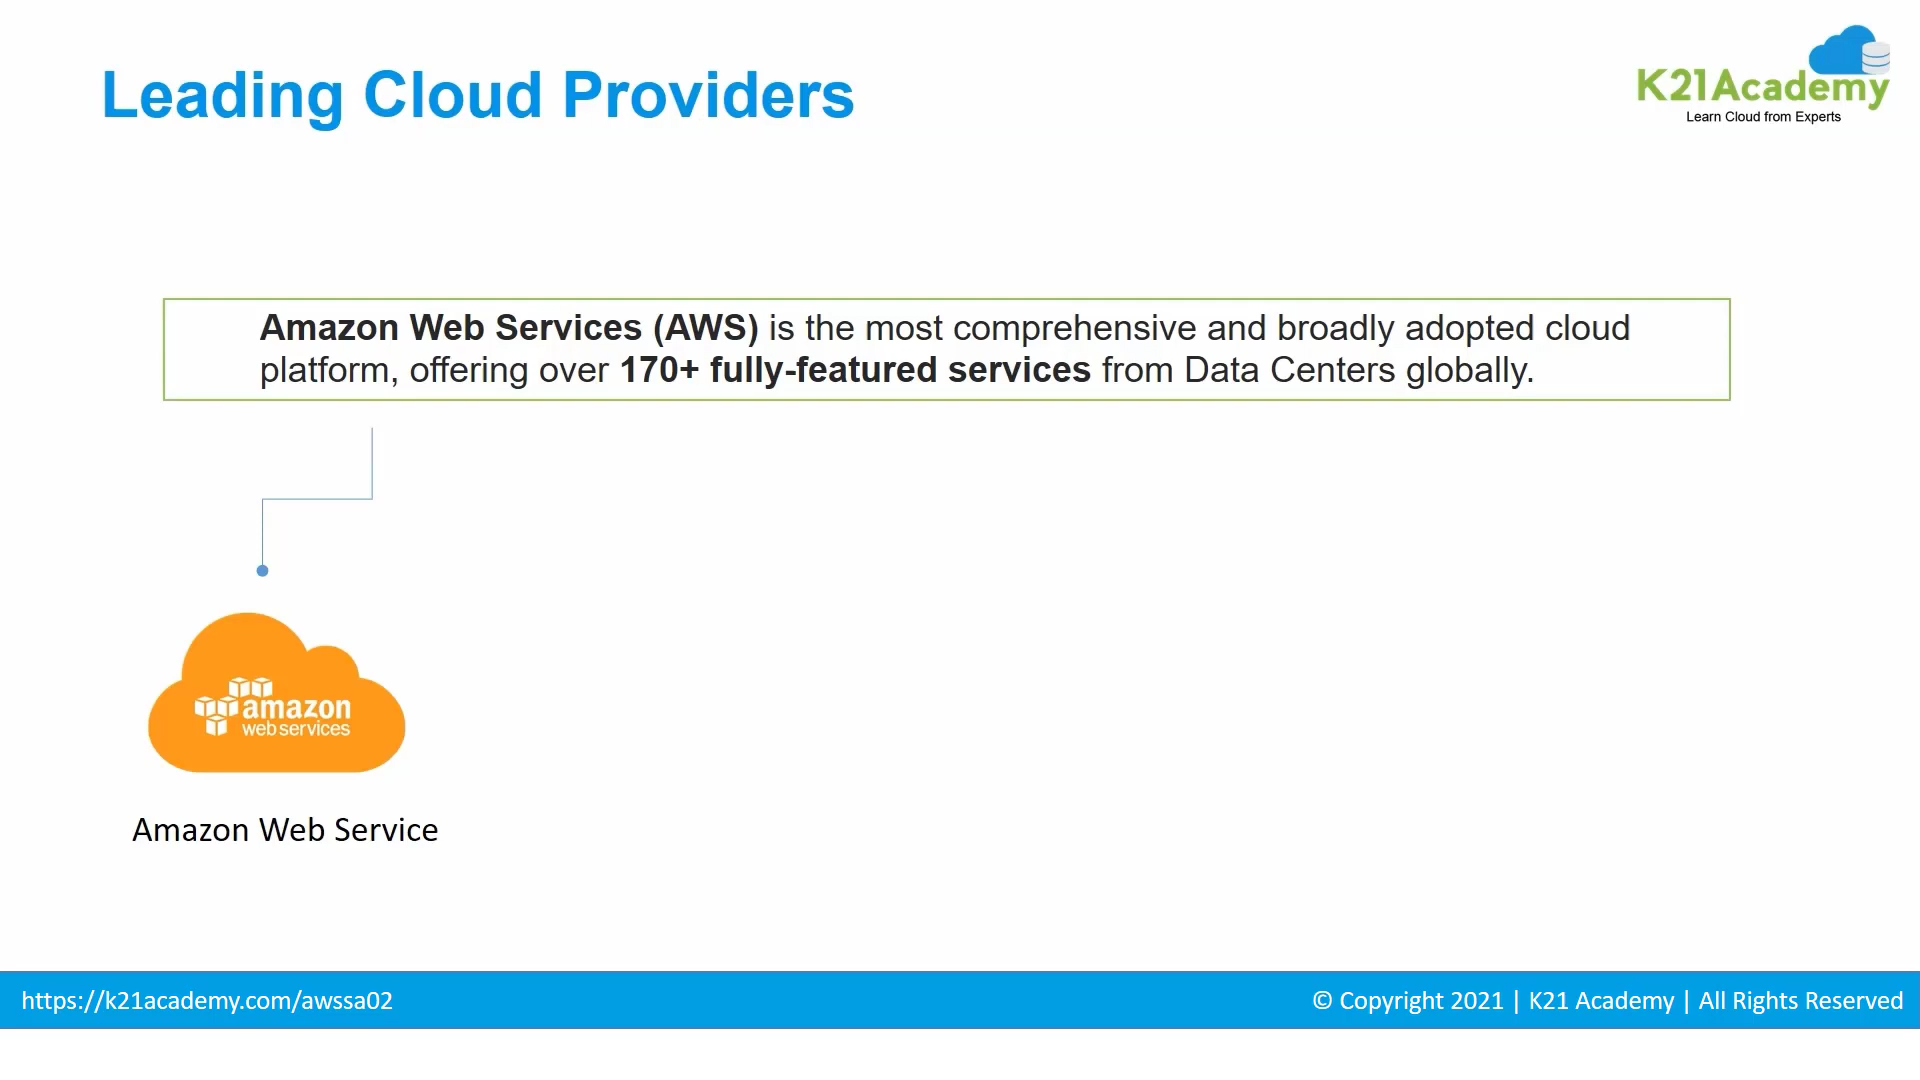 Leading Cloud Providers
K21Academy
Learn Cloud from Experts
Amazon Web Services (AWS) is the most comprehensive and broadly adopted cloud
platform, offering over 170+ fully-featured services from Data Centers globally.
amazon
web services
Amazon Web Service
https://k21academy.com/awssa02
© Copyright 2021 | K21 Academy | All Rights Reserved